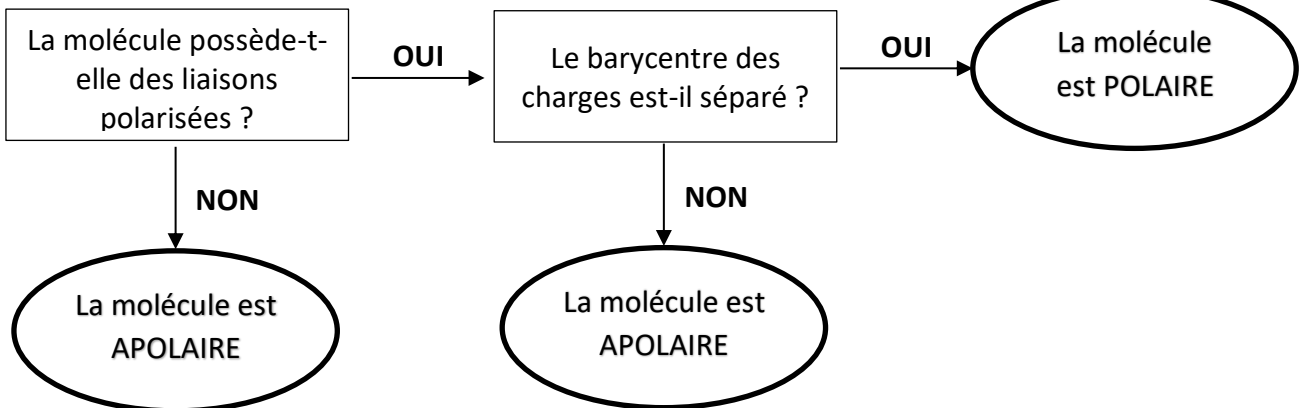 La molécule possède-t-
elle des liaisons
polarisées ?
OUI
Le barycentre des
charges est-il séparé ?
OUI
La molécule
est POLAIRE
NON
NON
La molécule est
APOLAIRE
La molécule est
APOLAIRE